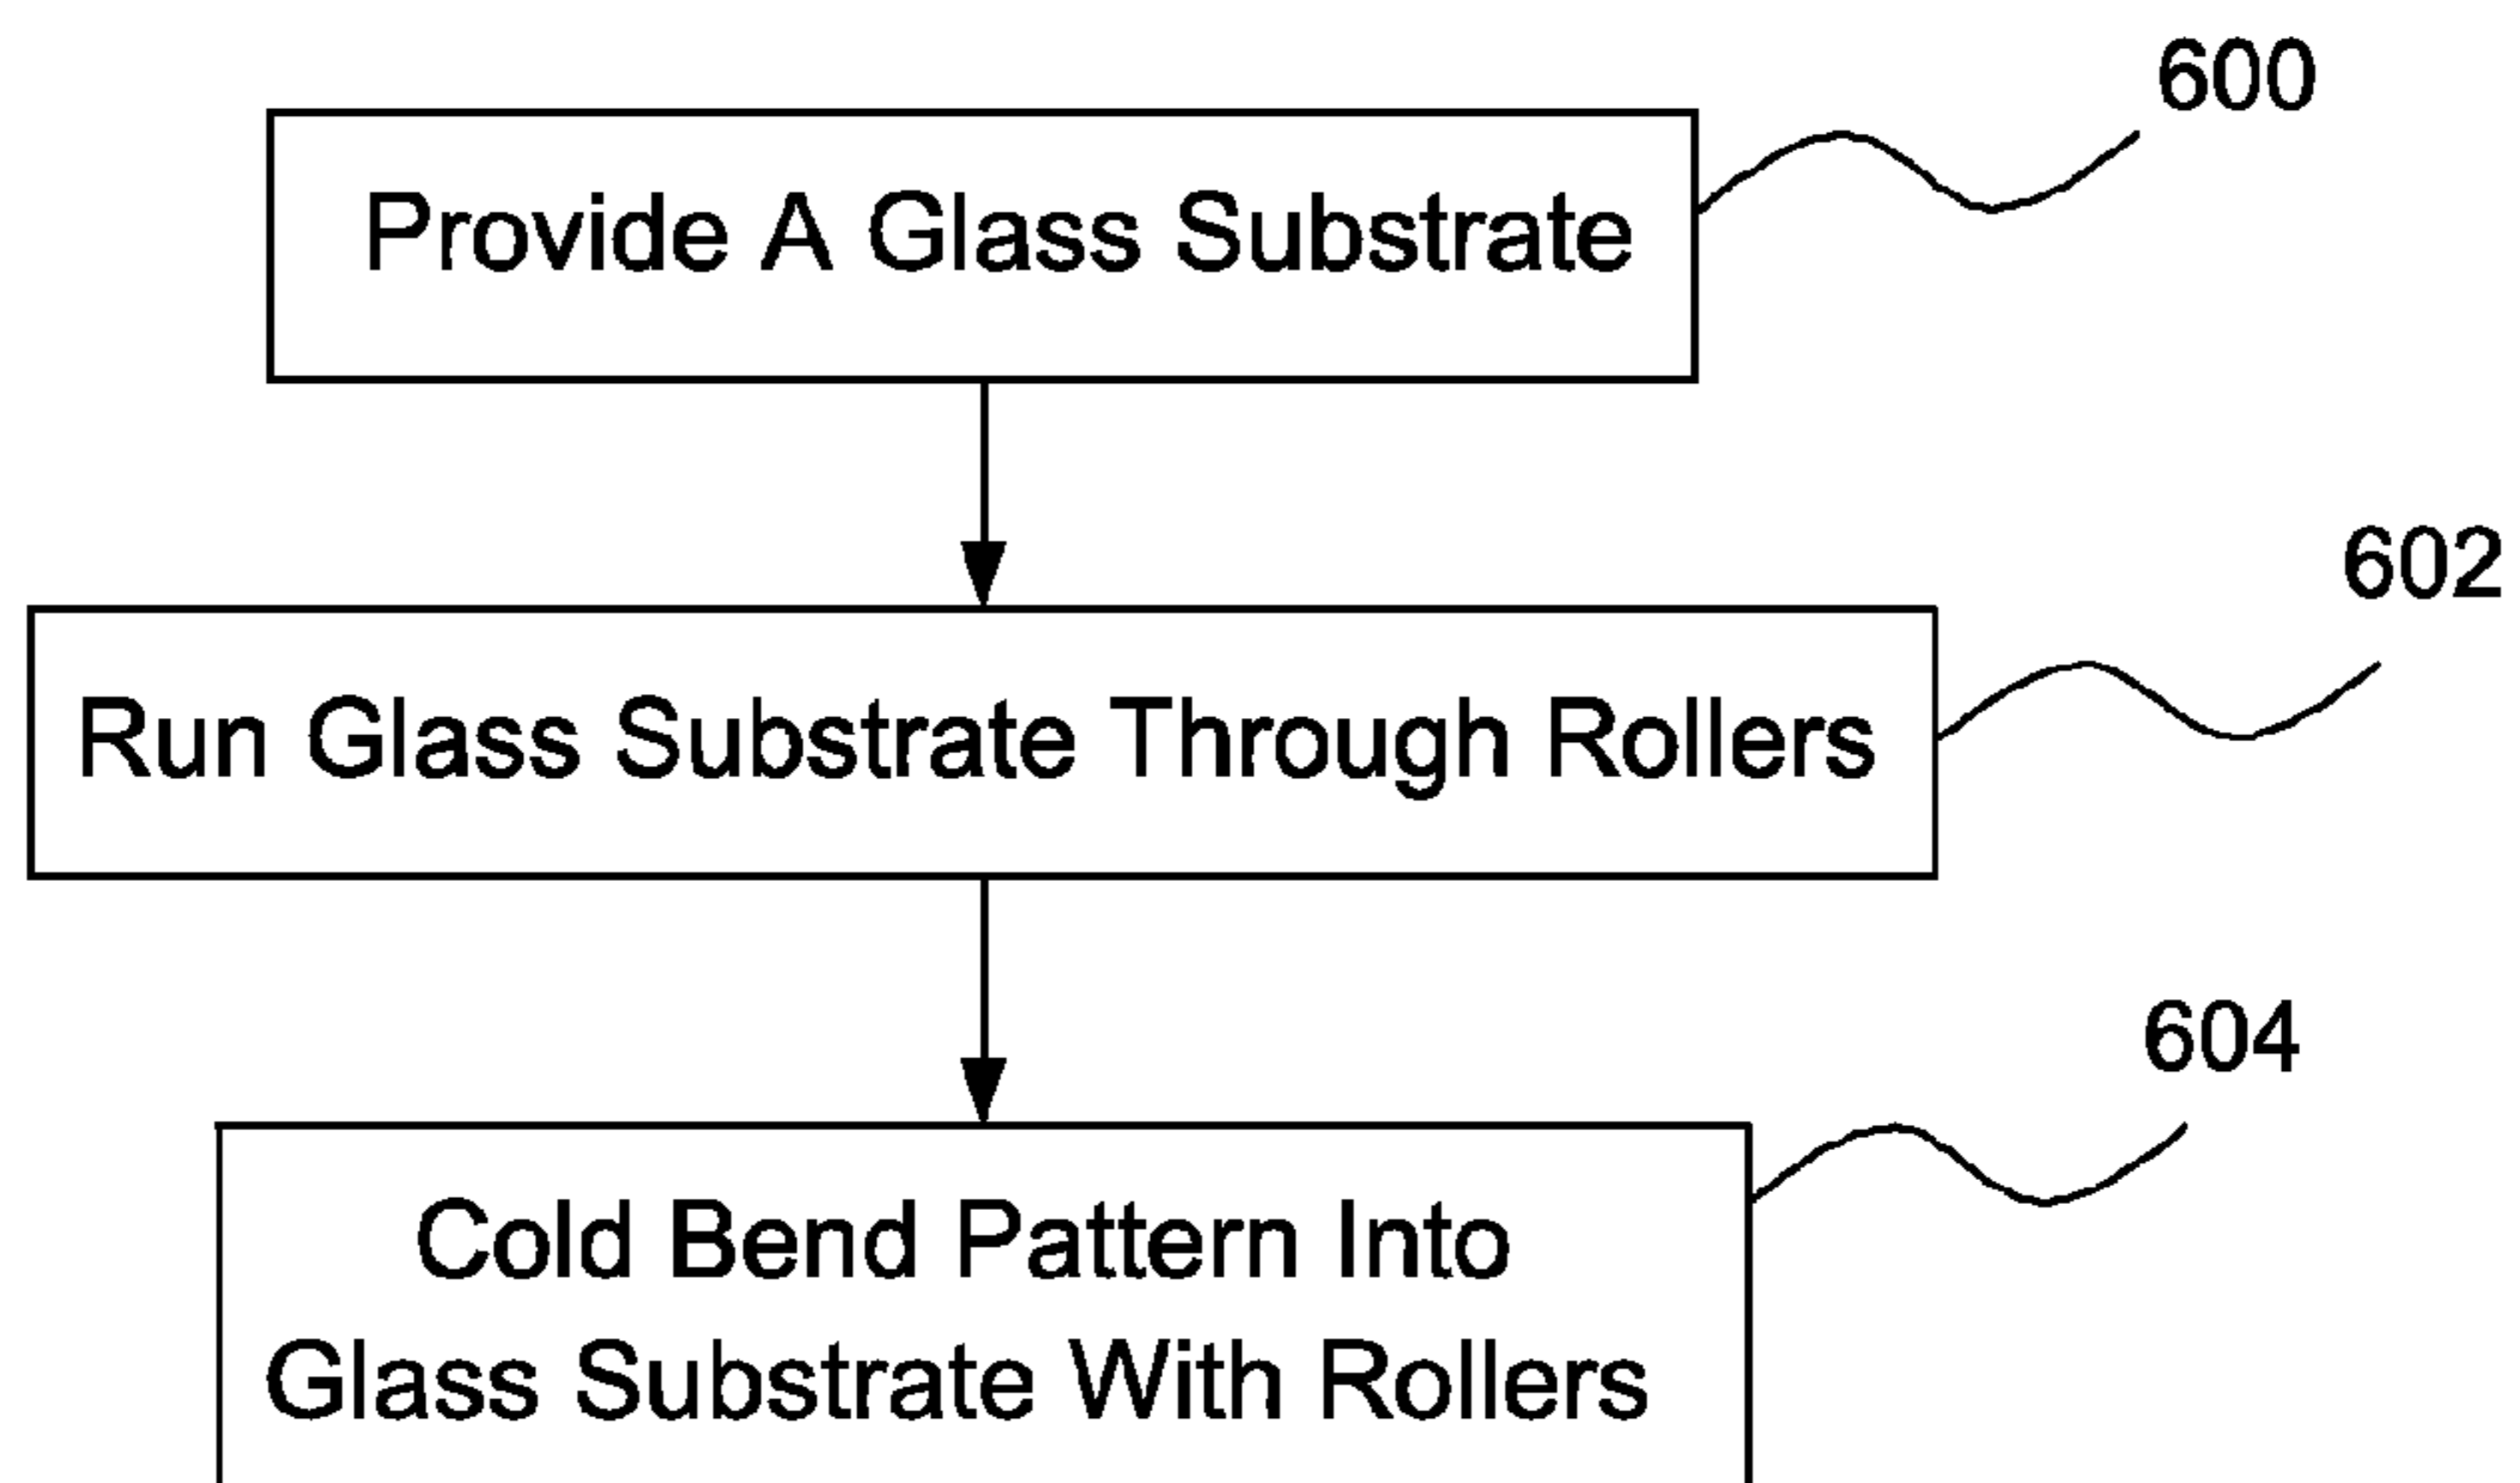 600
Provide A Glass Substrate
602
Run Glass Substrate Through Rollers
604
Cold Bend Pattern Into
Glass Substrate With Rollers